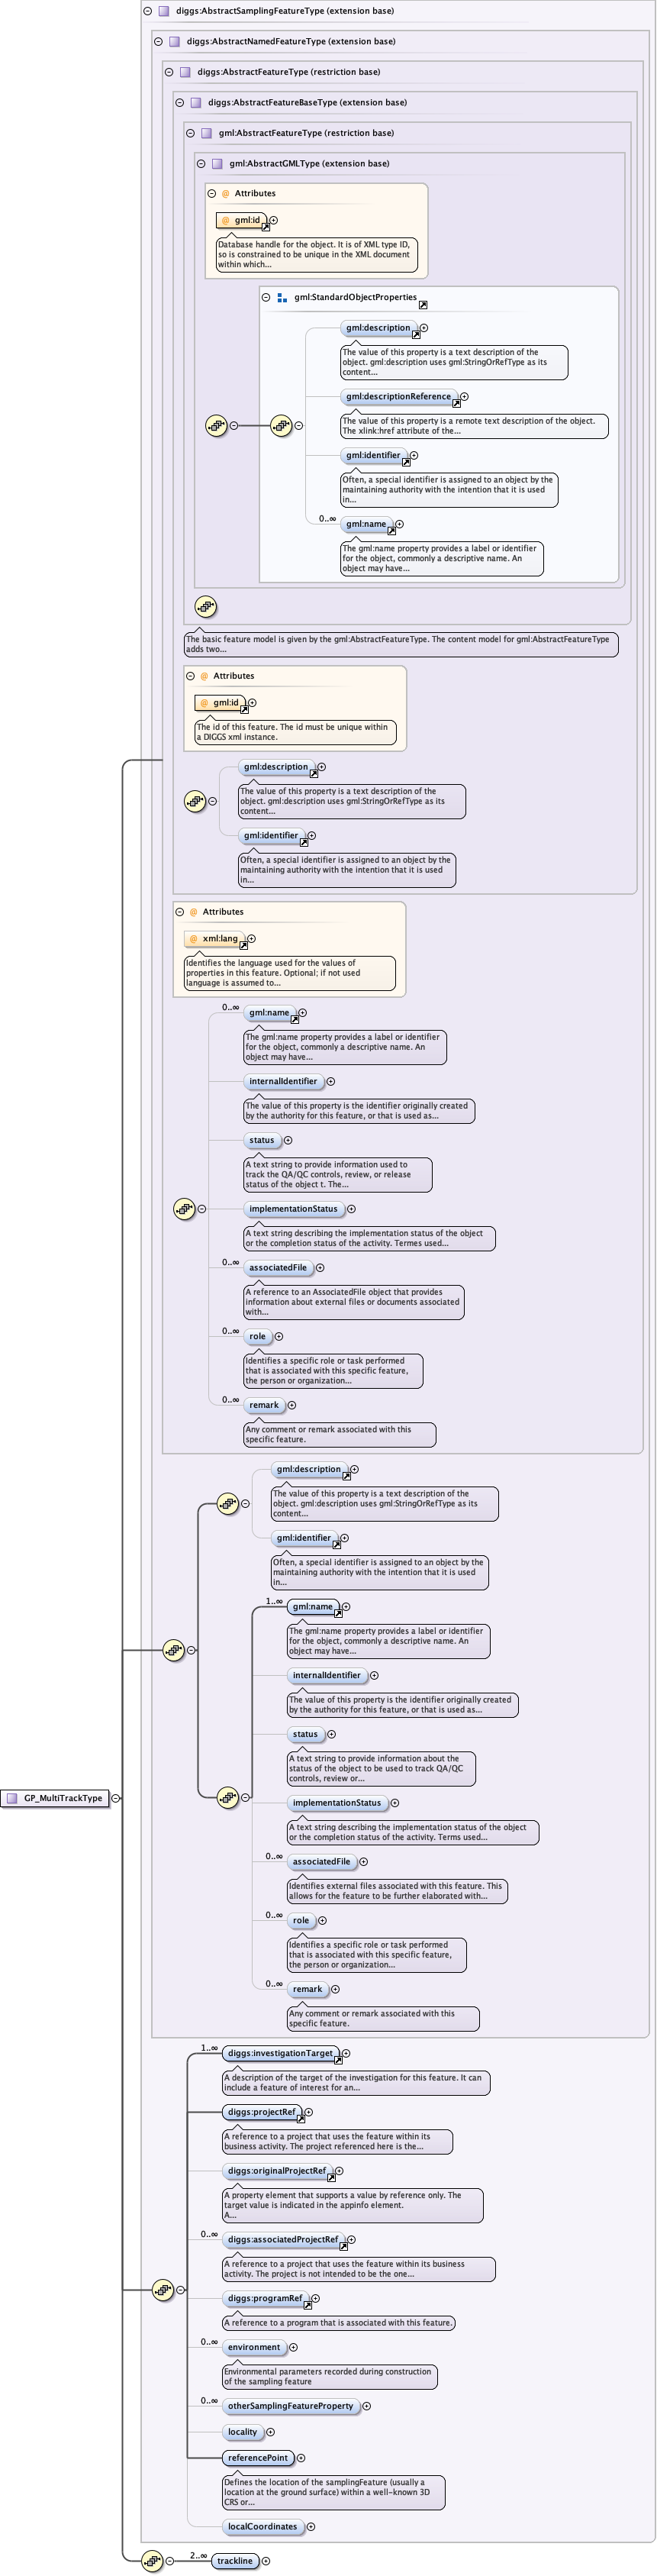 diggs:AbstractSamplingFeatureType (extension base)
diggs:AbstractNamedFeatureType (extension base)
diggs:AbstractFeatureType (restriction base)
diggs:AbstractFeatureBaseType (extension base)
gml:AbstractFeatureType (restriction base)
gml:AbstractGMLType (extension base)
@ Attributes
@ gml:id
Database handle for the object. It is of XML type ID,
so is constrained to be unique in the XML document
within which...
gml:StandardObjectProperties
gml:description
The value of this property is a text description of the
object. gml:description uses gml:StringOrRefType as its
content...
gml:descriptionReference
The value of this property is a remote text description of the object.
The xlink:href attribute of the...
gml:identifier
Often, a special identifier is assigned to an object by the
maintaining authority with the intention that it is used
in...
0..∞
gml:name
The gml:name property provides a label or identifier
for the object, commonly a descriptive name. An
object may have...
The basic feature model is given by the gml:AbstractFeatureType. The content model for gml:AbstractFeatureType
adds two...
@ Attributes
@ gml:id
The id of this feature. The id must be unique within
a DIGGS xml instance.
gml:description
The value of this property is a text description of the
object. gml:description uses gml:StringOrRefType as its
content...
gml:identifier
Often, a special identifier is assigned to an object by the
maintaining authority with the intention that it is used
in...
@ Attributes
@ xml:lang
Identifies the language used for the values of
properties in this feature. Optional; if not used
language is assumed to...
0..∞
gml:name
The gml:name property provides a label or identifier
for the object, commonly a descriptive name. An
object may have...
internalIdentifier
The value of this property is the identifier originally created
by the authority for this feature, or that is used as...
status
A text string to provide information used to
track the QA/QC controls, review, or release
status of the object t. The...
implementationStatus
A text string describing the implementation status of the object
or the completion status of the activity. Termes used...
0..∞
associatedFile
A reference to an AssociatedFile object that provides
information about external files or documents associated
with...
0..∞
role
Identifies a specific role or task performed
that is associated with this specific feature,
the person or organization...
0..∞
remark
Any comment or remark associated with this
specific feature.
gml:description
The value of this property is a text description of the
object. gml:description uses gml:StringOrRefType as its
content...
gml:identifier
Often, a special identifier is assigned to an object by the
maintaining authority with the intention that it is used
in...
1..∞
gml:name
The gml:name property provides a label or identifier
for the object, commonly a descriptive name. An
object may have...
internalIdentifier
The value of this property is the identifier originally created
by the authority for this feature, or that is used as...
status
A text string to provide information about the
status of the object to be used to track QA/QC
controls, review or...
GP_MultiTrackType
implementationStatus
A text string describing the implementation status of the object
or the completion status of the activity. Terms used...
0..∞
associatedFile
Identifies external files associated with this feature. This
allows for the feature to be further elaborated with...
0..∞
role
Identifies a specific role or task performed
that is associated with this specific feature,
the person or organization...
0..∞
remark
Any comment or remark associated with this
specific feature.
1..∞
diggs:investigationTarget
A description of the target of the investigation for this feature. It can
include a feature of interest for an...
diggs:projectRef
A reference to a project that uses the feature within its
business activity. The project referenced here is the...
diggs:originalProjectRef
A property element that supports a value by reference only. The
target value is indicated in the appinfo element.
A...
0..∞
diggs:associatedProjectRef
A reference to a project that uses the feature within its business
activity. The project is not intended to be the one...
diggs:programRef
A reference to a program that is associated with this feature.
0..∞
environment
Environmental parameters recorded during construction
of the sampling feature
0..∞
otherSamplingFeatureProperty
locality
referencePoint
Defines the location of the samplingFeature (usually a
location at the ground surface) within a well-known 3D
CRS or...
localCoordinates
2..∞
trackline